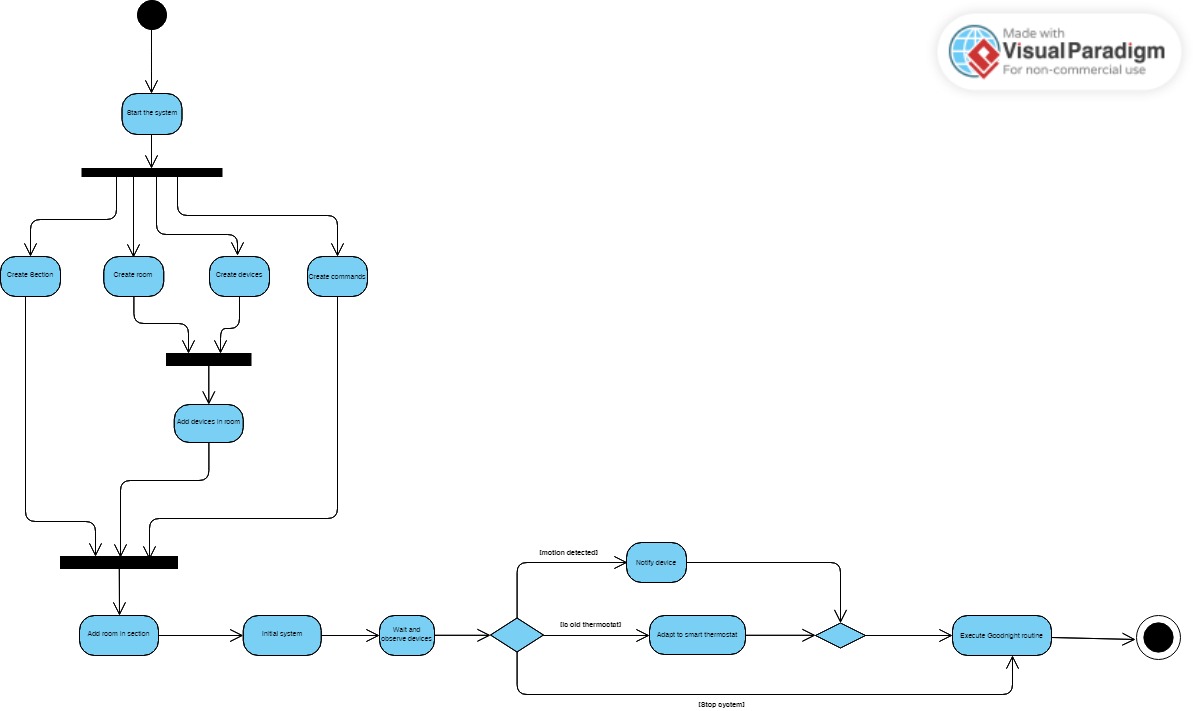 Made with
Visual Paradigm
For non-commercial use
Start the system
Create Section
Create room
Create devices
Create commands
Add devices in room
[motion detected]
Notify device
[Is old thermostat]
Add room in section
Initial system
Wait and
observe devices
Adapt to smart thermostat
Execute Goodnight routine
[Stop system]